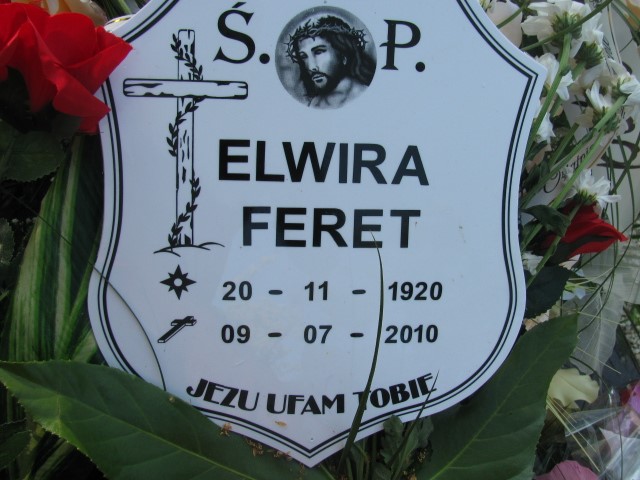 Ś. P.
ELWIRA
FERET
20 - 11 - 1920
09 - 07 - 2010
JEZU UFAM TOBIE